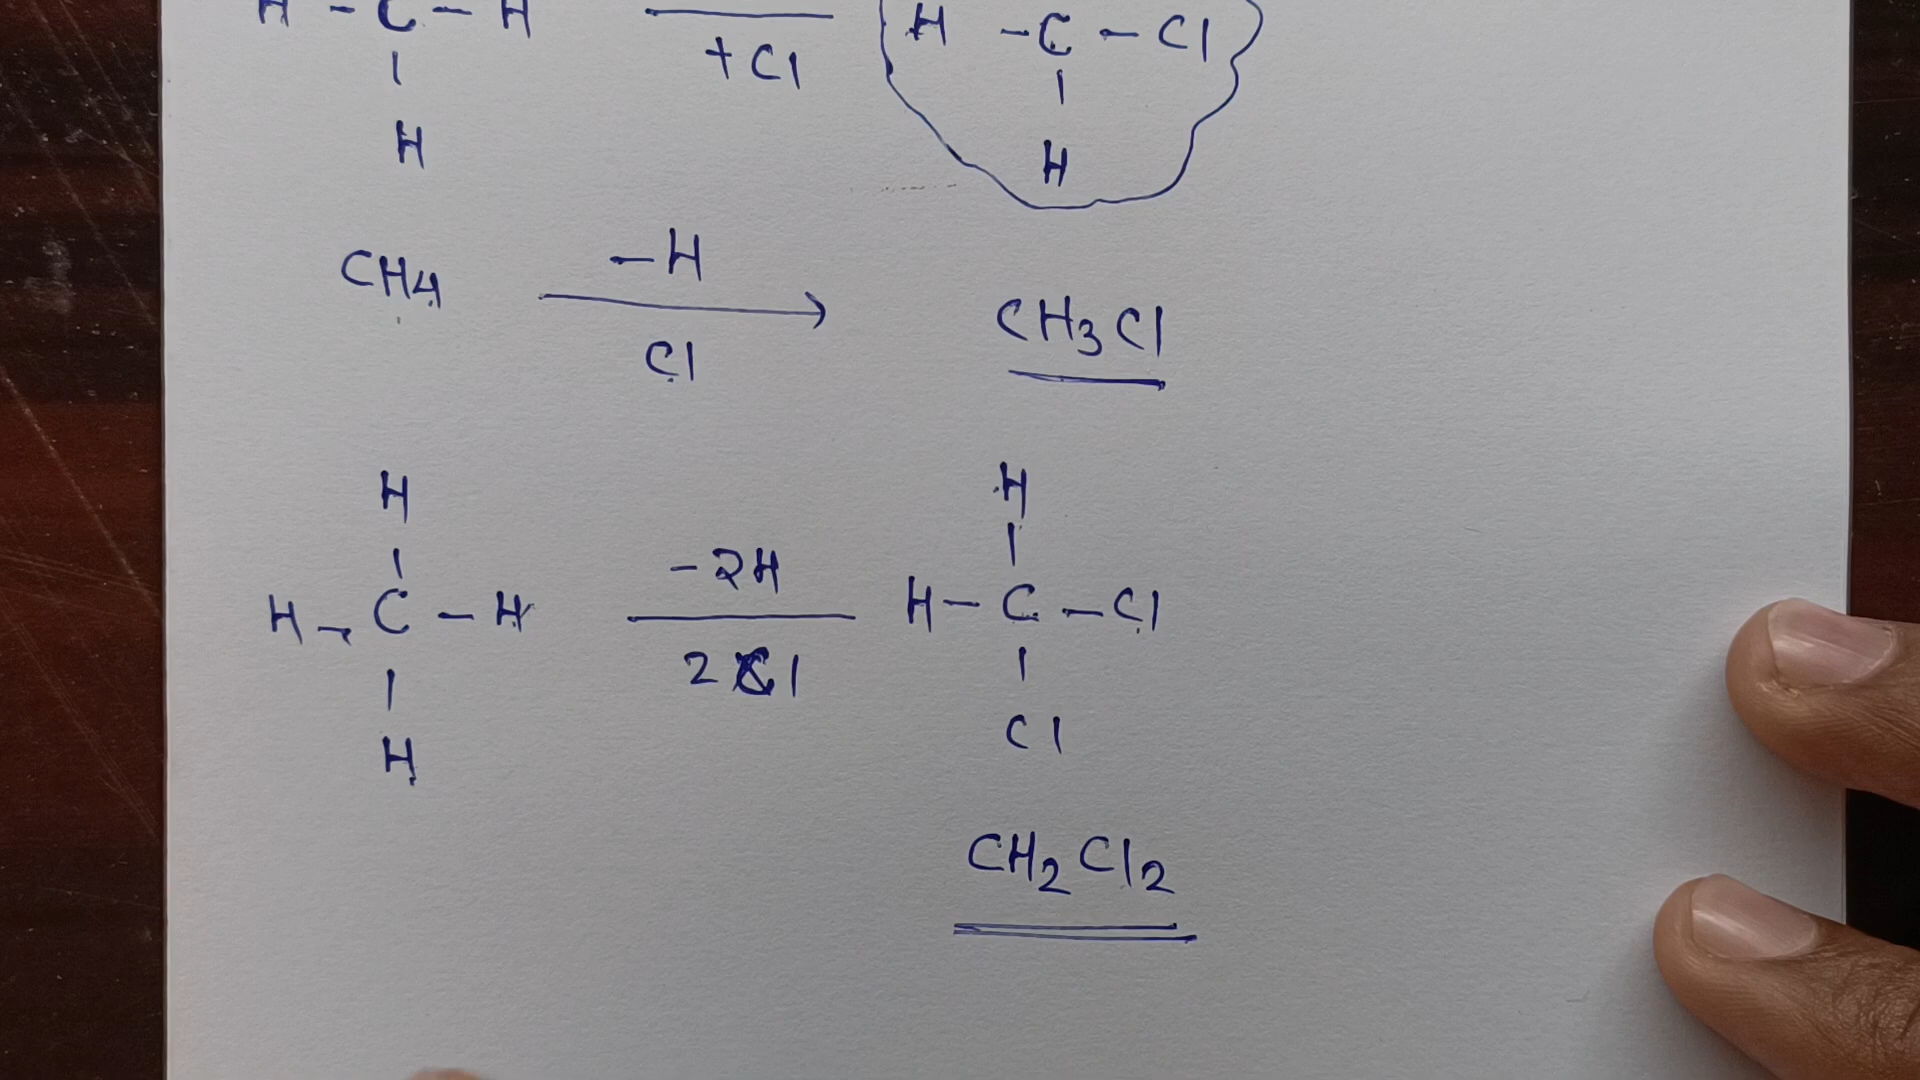 H - C - H   H - C - Cl
+Cl
|   |
H   H
-H
CH4   CH3Cl
Cl
H   H
|   |
-2H
H - C - H   H - C - Cl
2Cl
|   |
H   Cl
CH2Cl2